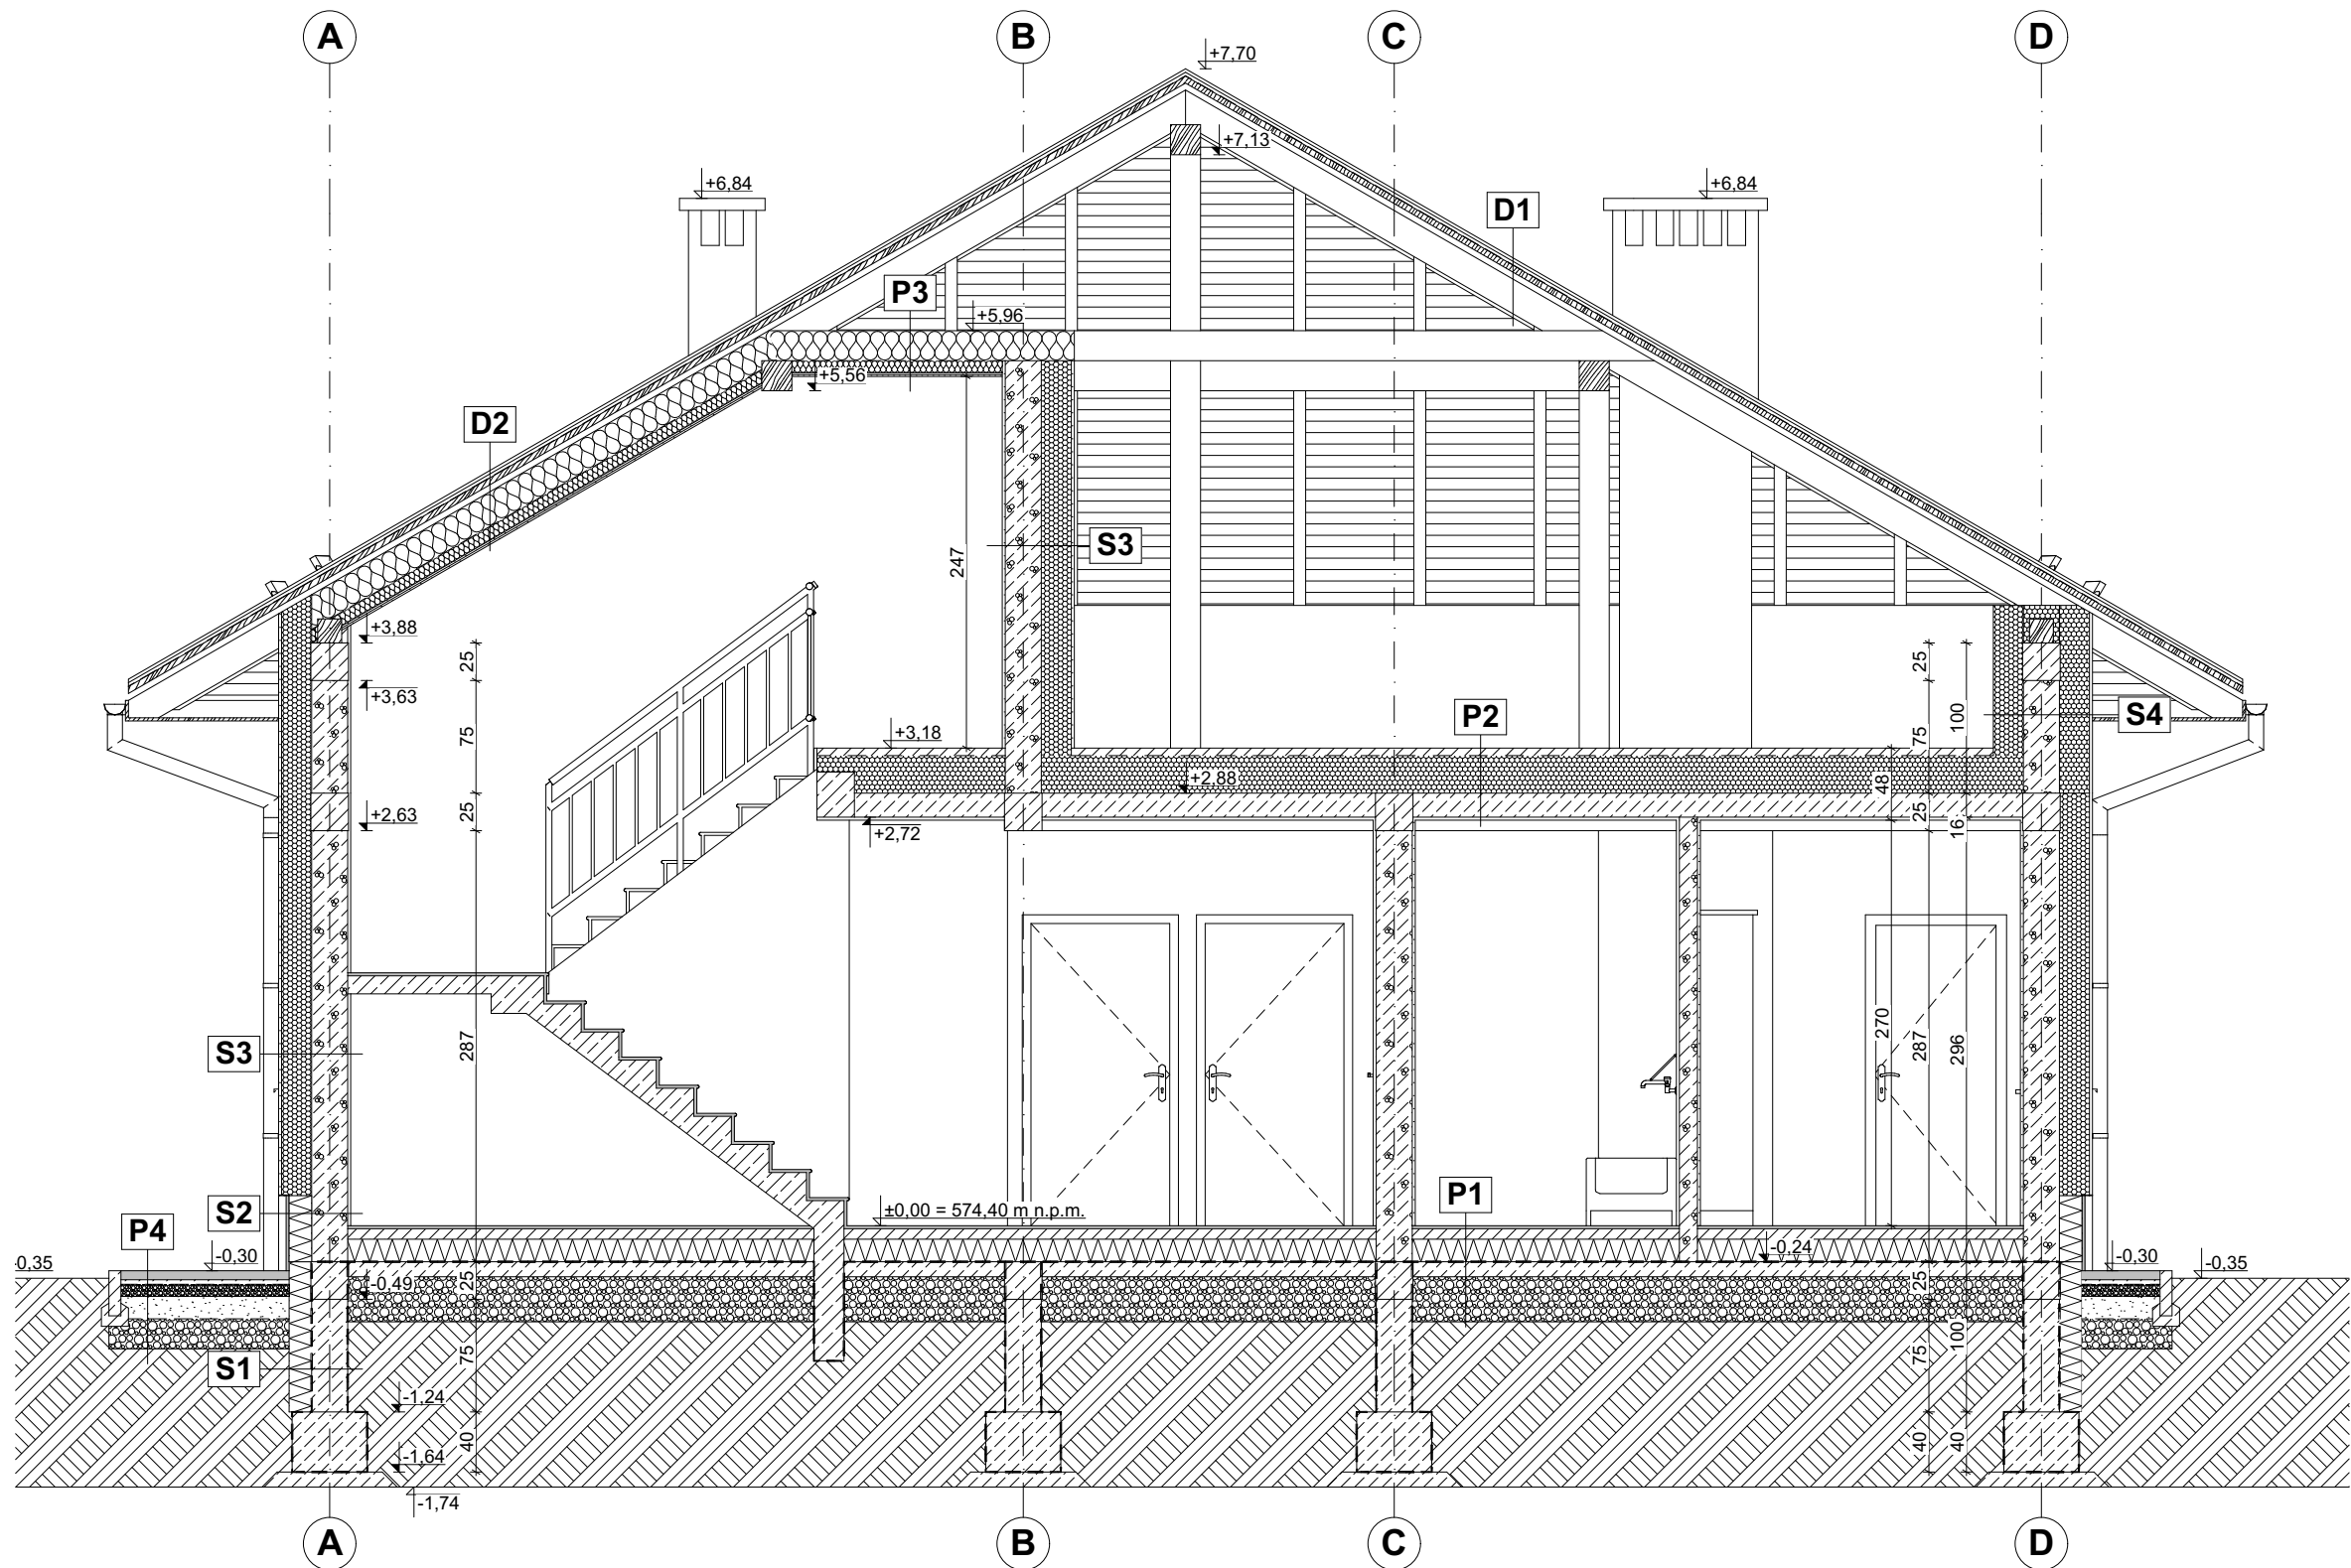 A
B
C
D
+7,70
+7,13
+6,84
+6,84
D1
P3
+5,96
+5,56
D2
S3
247
+3,88
25
25
+3,63
100
S4
P2
75
75
+3,18
+2,88
48
+2,63
25
25
16
+2,72
270
287
287
296
S3
P1
S2
±0,00 = 574,40 m n.p.m.
P4
-0,30
-0,24
-0,30
-0,35
-0,35
-0,49
25
25
100
75
75
S1
-1,24
40
40
40
-1,64
-1,74
A
B
C
D